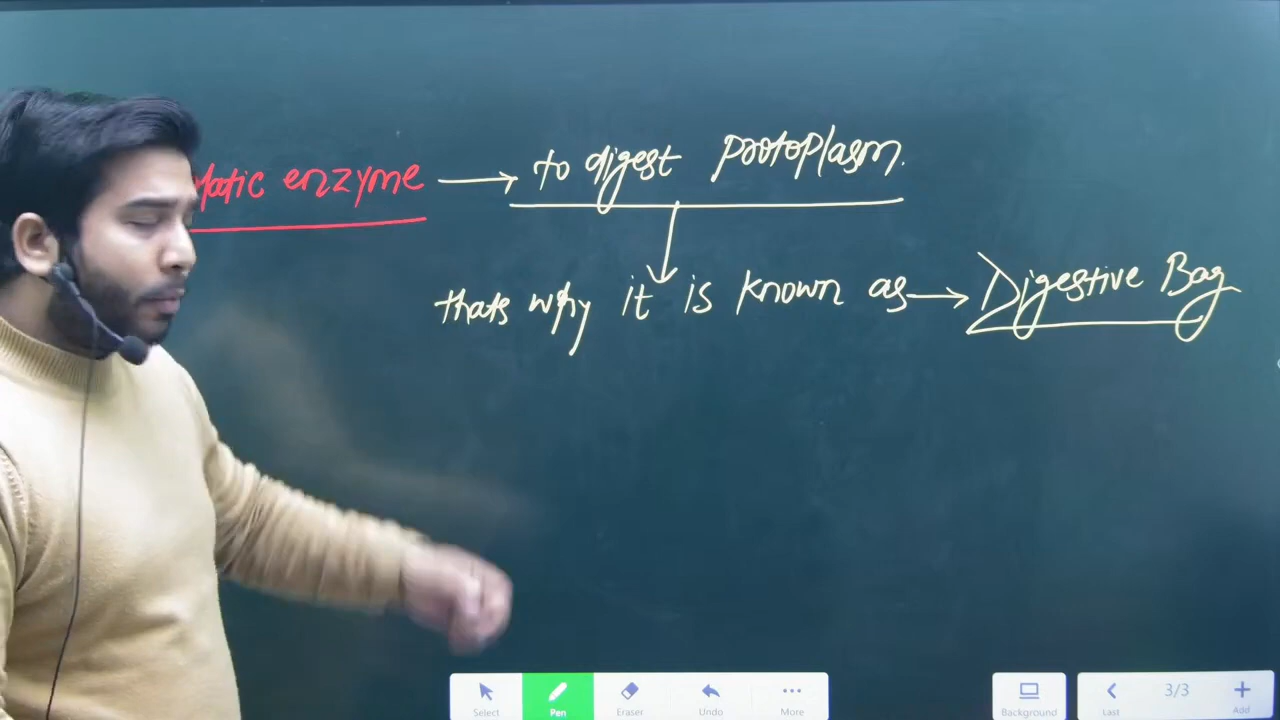 enzyme → to digest protoplasm.
thats why it is known as → Digestive Bag
Select Pen Eraser Undo More
Background
Last 3/3 Add